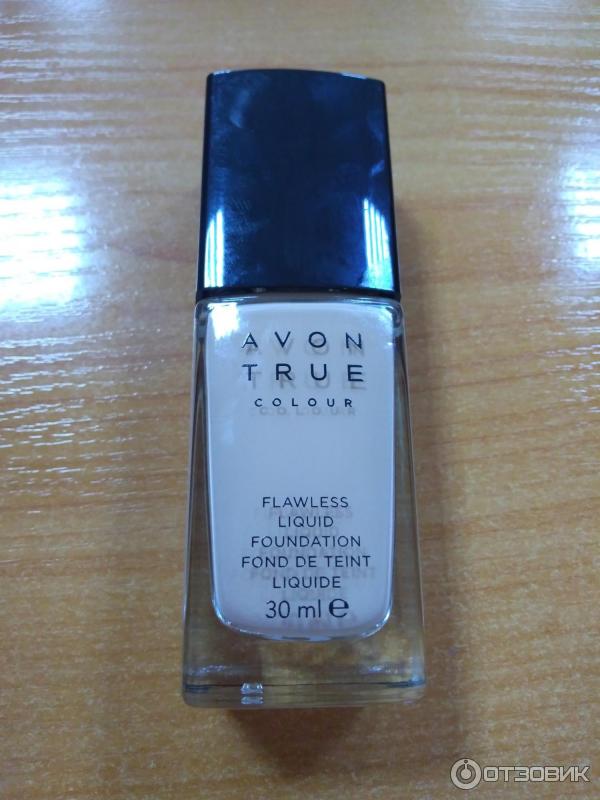 AVON
TRUE
COLOUR
FLAWLESS
LIQUID
FOUNDATION
FOND DE TEINT
LIQUIDE
30 ml e
ОТЗОВИК